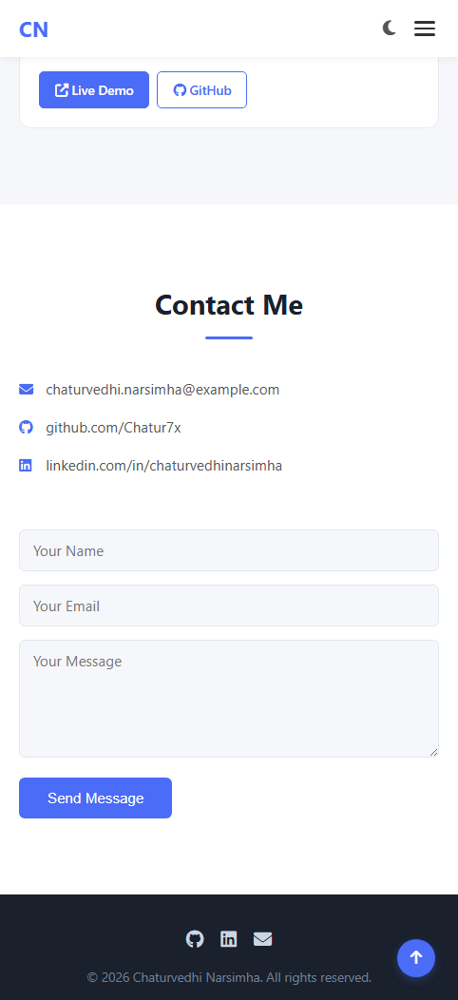 CN
Live Demo
GitHub
Contact Me
chaturvedhi.narsimha@example.com
github.com/Chatur7x
linkedin.com/in/chaturvedhinarsimha
Your Name
Your Email
Your Message
Send Message
© 2026 Chaturvedhi Narsimha. All rights reserved.